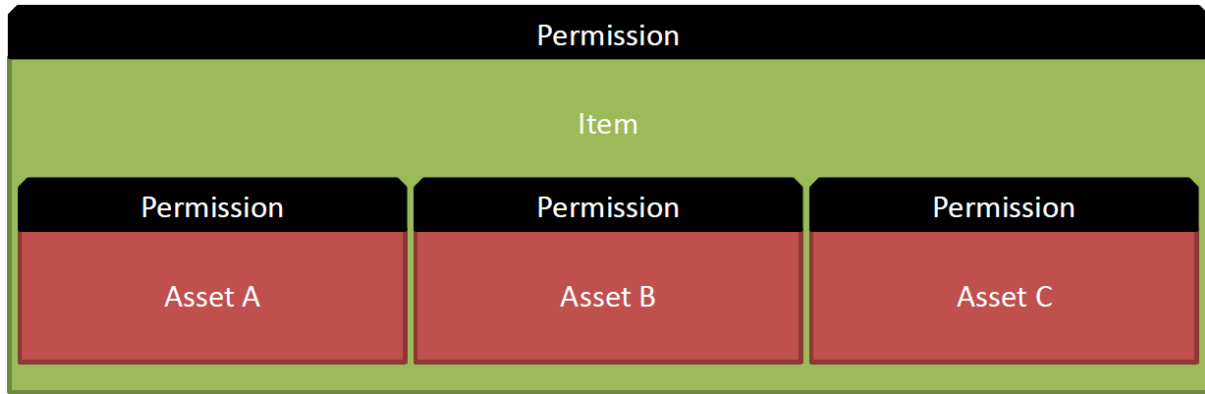 Permission
Item
Permission Permission Permission
Asset A Asset B Asset C